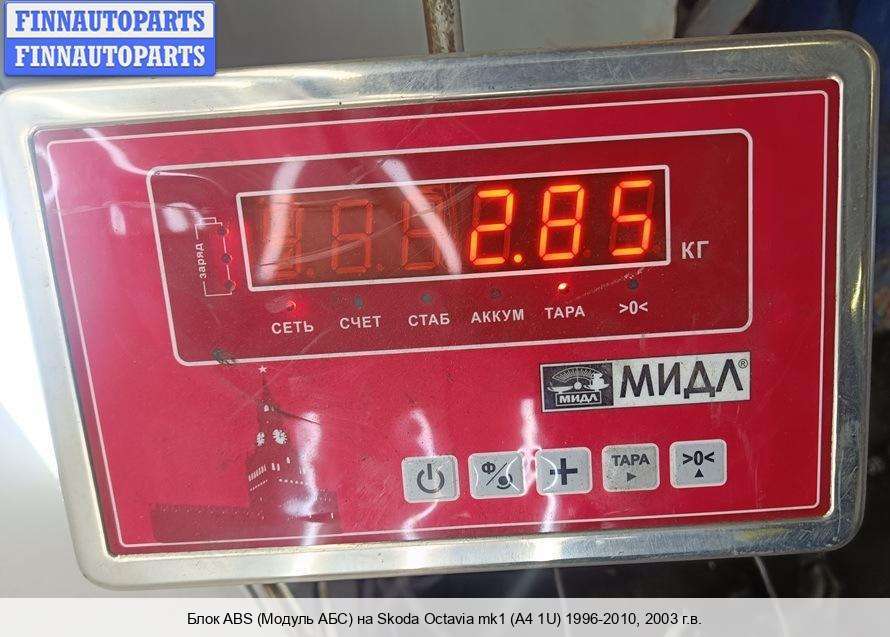 FINNAUTOPARTS
FINNAUTOPARTS
2.85
КГ
заряд
СЕТЬ СЧЕТ СТАБ АККУМ ТАРА >0<
МИДЛ МИДЛ®
Ф ТАРА >0<
Блок ABS (Модуль АБС) на Skoda Octavia mk1 (A4 1U) 1996-2010, 2003 г.в.